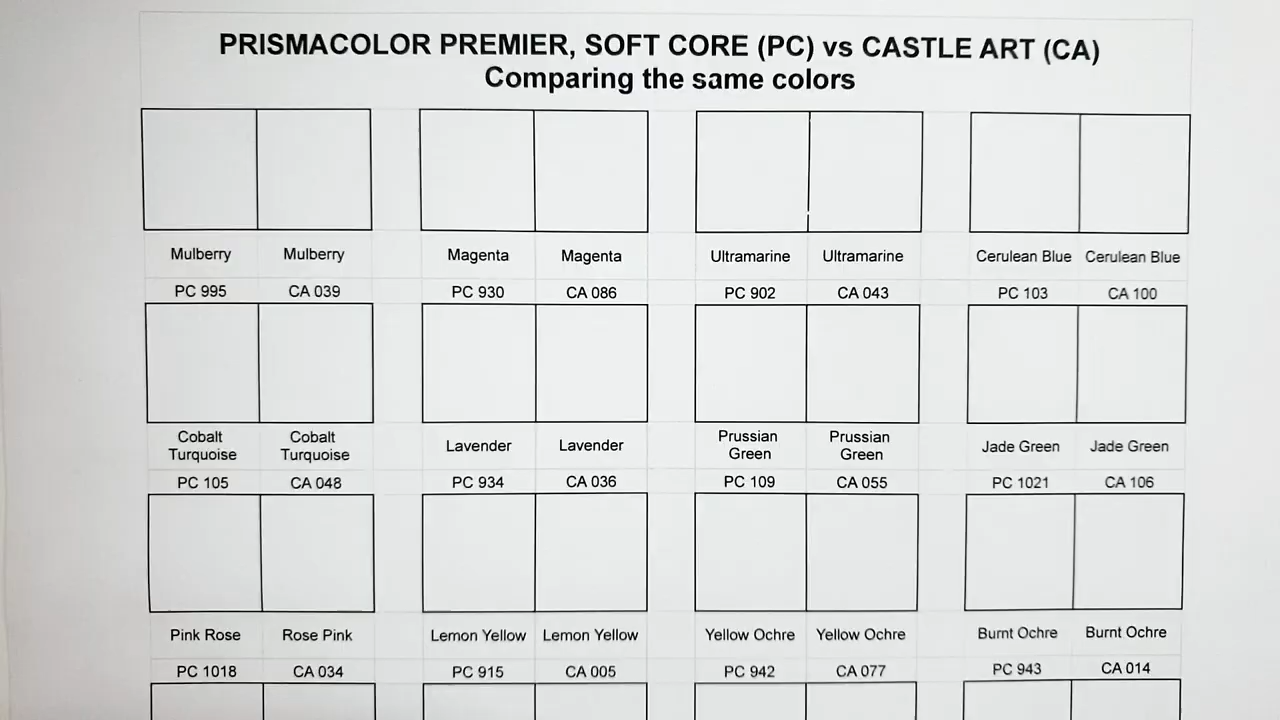 PRISMACOLOR PREMIER, SOFT CORE (PC) vs CASTLE ART (CA)
Comparing the same colors
Mulberry Mulberry Magenta Magenta Ultramarine Ultramarine Cerulean Blue Cerulean Blue
PC 995 CA 039 PC 930 CA 086 PC 902 CA 043 PC 103 CA 100
Cobalt Cobalt Prussian Prussian
Turquoise Turquoise Lavender Lavender Green Green Jade Green Jade Green
PC 105 CA 048 PC 934 CA 036 PC 109 CA 055 PC 1021 CA 106
Pink Rose Rose Pink Lemon Yellow Lemon Yellow Yellow Ochre Yellow Ochre Burnt Ochre Burnt Ochre
PC 1018 CA 034 PC 915 CA 005 PC 942 CA 077 PC 943 CA 014